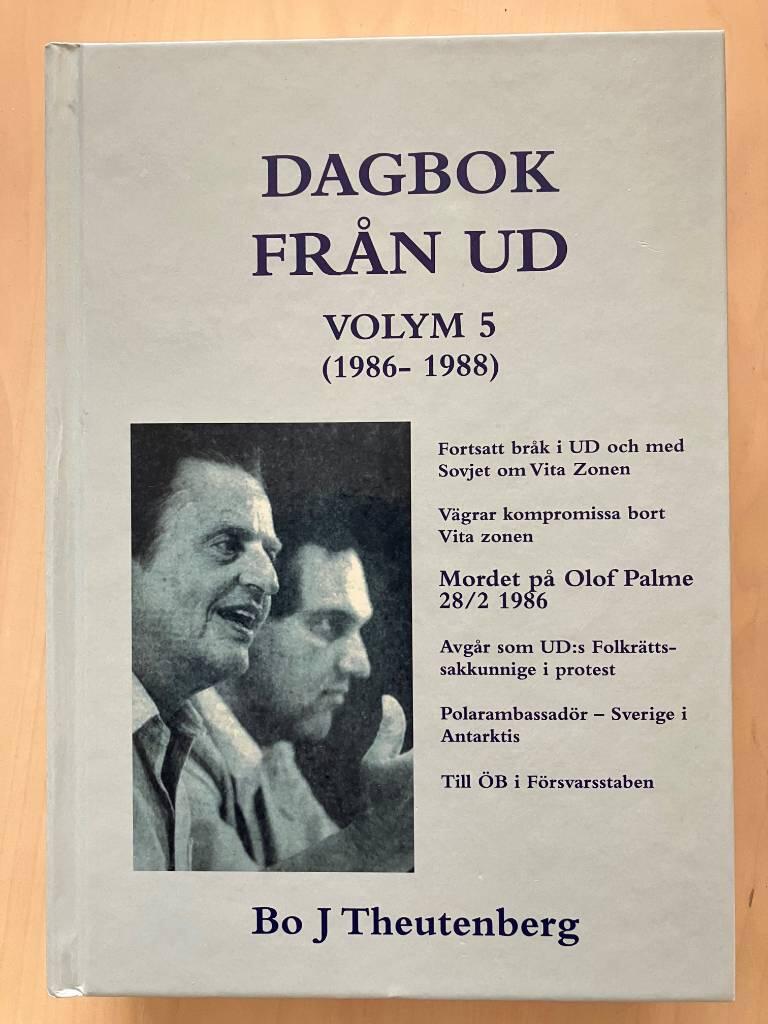 DAGBOK
FRÅN UD
VOLYM 5
(1986- 1988)
Fortsatt bråk i UD och med
Sovjet om Vita Zonen
Vägrar kompromissa bort
Vita zonen
Mordet på Olof Palme
28/2 1986
Avgår som UD:s Folkrätts-
sakkunnige i protest
Polarambassadör – Sverige i
Antarktis
Till ÖB i Försvarsstaben
Bo J Theutenberg